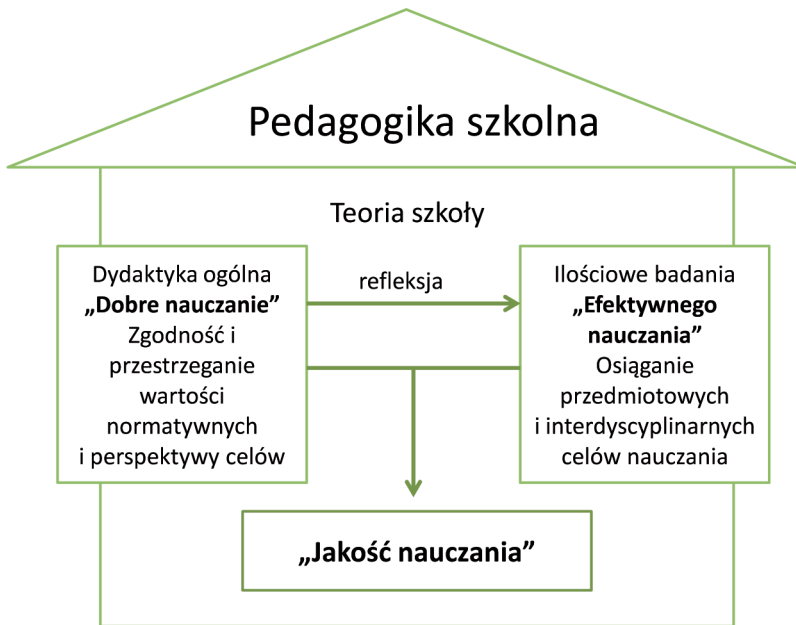 Pedagogika szkolna
Teoria szkoły
Dydaktyka ogólna
„Dobre nauczanie”
Zgodność i
przestrzeganie
wartości
normatywnych
i perspektywy celów
refleksja
Ilościowe badania
„Efektywnego
nauczania”
Osiąganie
przedmiotowych
i interdyscyplinarnych
celów nauczania
„Jakość nauczania”